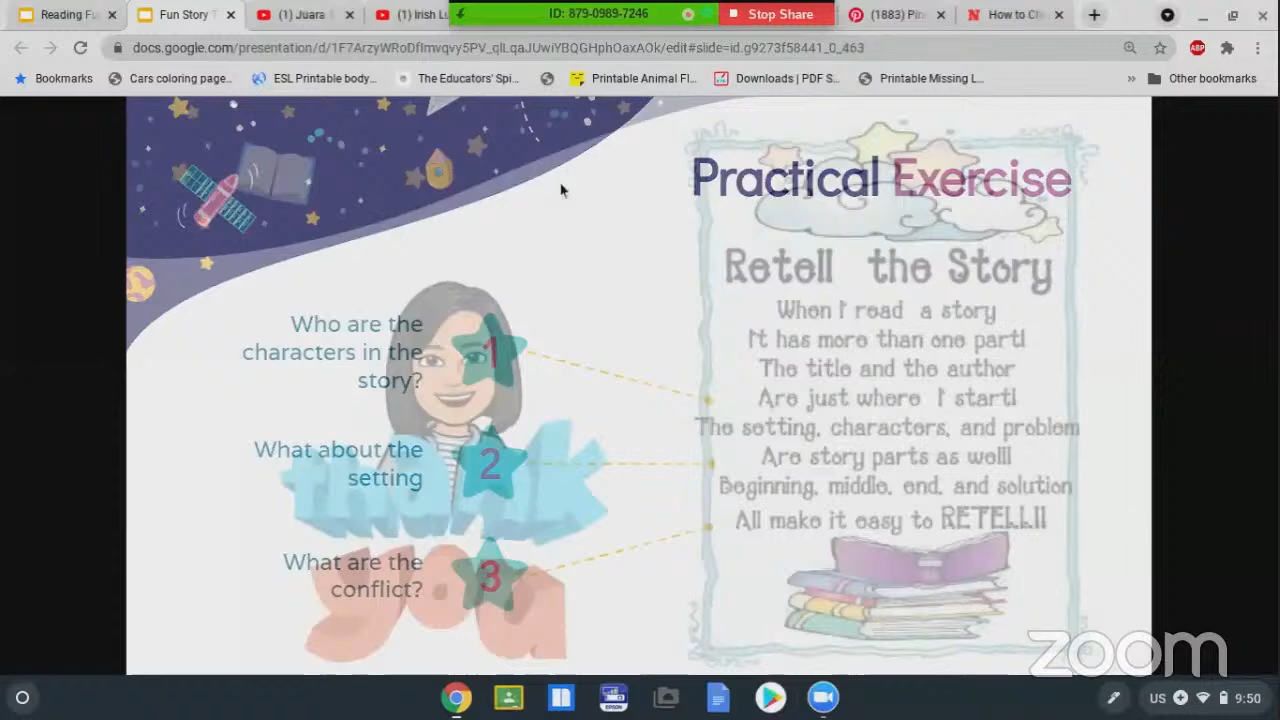 Reading Fu
Fun Story T
(1) Juara
(1) Irish Lu
ID: 879-0989-7246
Stop Share
(1883) Pin
How to Cl
docs.google.com/presentation/d/
/edit#slide=id.g9273f58441_0_463
ABP
Bookmarks
Cars coloring page...
ESL Printable body...
The Educators' Spi...
Printable Animal Fl...
Downloads | PDF S...
Printable Missing L...
»
Other bookmarks
Practical Exercise
Retell the Story
When I read a story
It has more than one part!
The title and the author
Are just where I start!
The setting, characters, and problem
Are story parts as well!
Beginning, middle, end, and solution
All make it easy to RETELL!!
Who are the
characters in the
story?
1
What about the
setting
2
What are the
conflict?
3
thank
you
zoom
EPSON
US
9:50